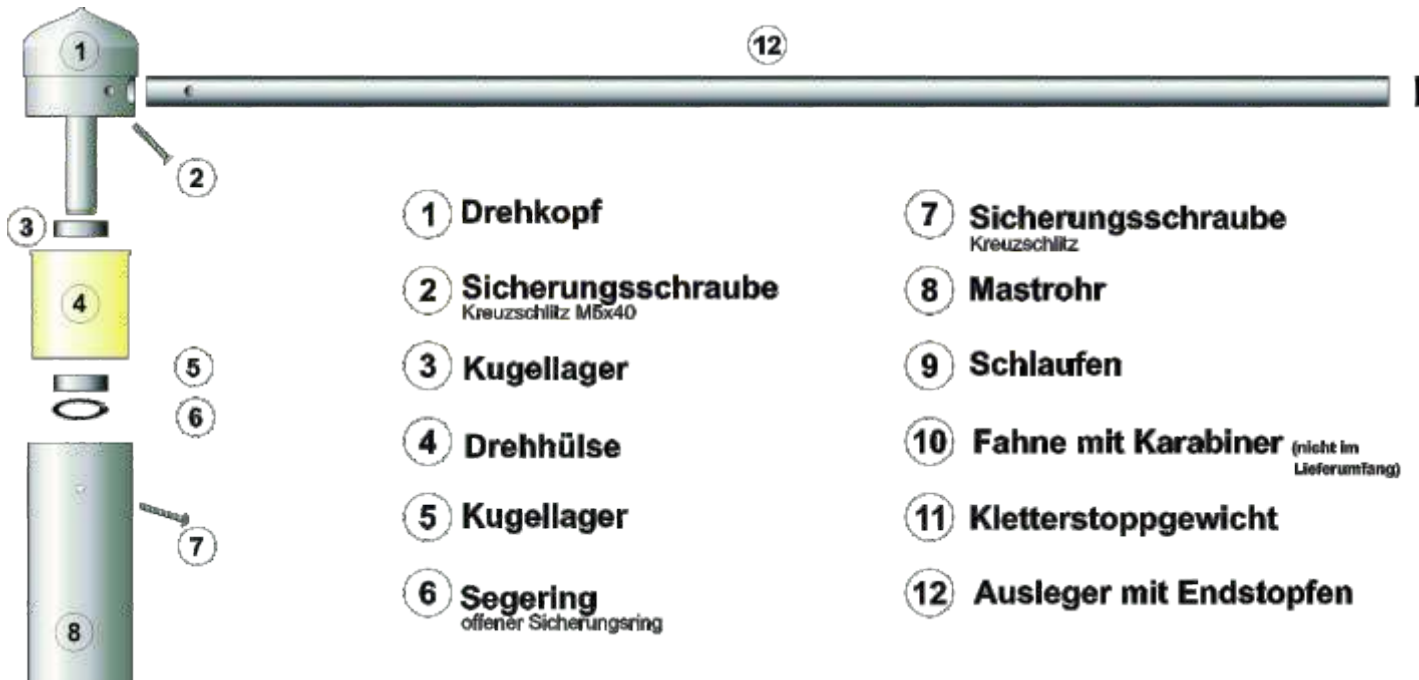 1
12
2
3
4
5
6
7
8
1 Drehkopf
2 Sicherungsschraube
Kreuzschlitz M5x40
3 Kugellager
4 Drehhülse
5 Kugellager
6 Segering
offener Sicherungsring
7 Sicherungsschraube
Kreuzschlitz
8 Mastrohr
9 Schlaufen
10 Fahne mit Karabiner (nicht im
Lieferumfang)
11 Kletterstoppgewicht
12 Ausleger mit Endstopfen